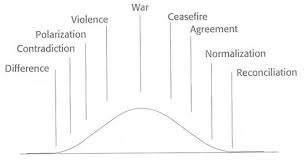 War
Violence
Ceasefire
Polarization
Agreement
Contradiction
Normalization
Difference
Reconciliation